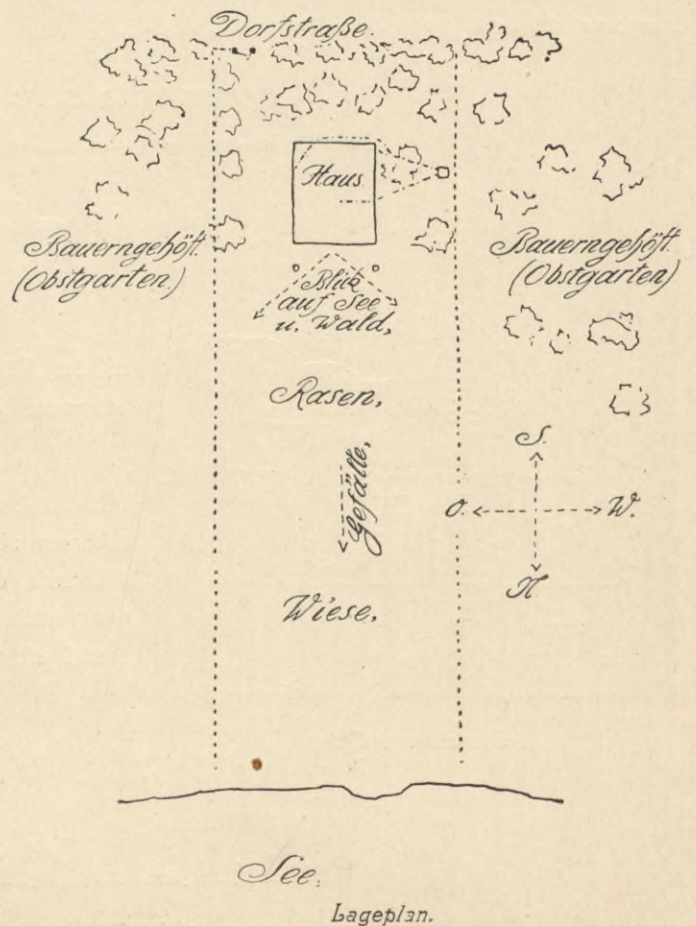 Dorfstraße.
Haus.
Bauerngehöft.
(Obstgarten.)
Blick
auf See
u. Wald,
Bauerngehöft.
(Obstgarten)
Rasen,
Gefälle,
S.
O.
W.
N
Wiese,
See.
Lageplan.